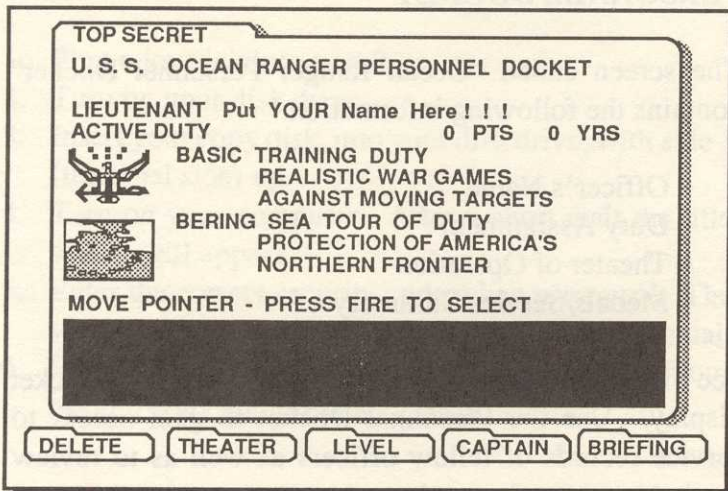 TOP SECRET
U. S. S. OCEAN RANGER PERSONNEL DOCKET
LIEUTENANT Put YOUR Name Here ! !
ACTIVE DUTY 0 PTS 0 YRS
BASIC TRAINING DUTY
REALISTIC WAR GAMES
AGAINST MOVING TARGETS
BERING SEA TOUR OF DUTY
PROTECTION OF AMERICA'S
NORTHERN FRONTIER
MOVE POINTER - PRESS FIRE TO SELECT
DELETE THEATER LEVEL CAPTAIN BRIEFING